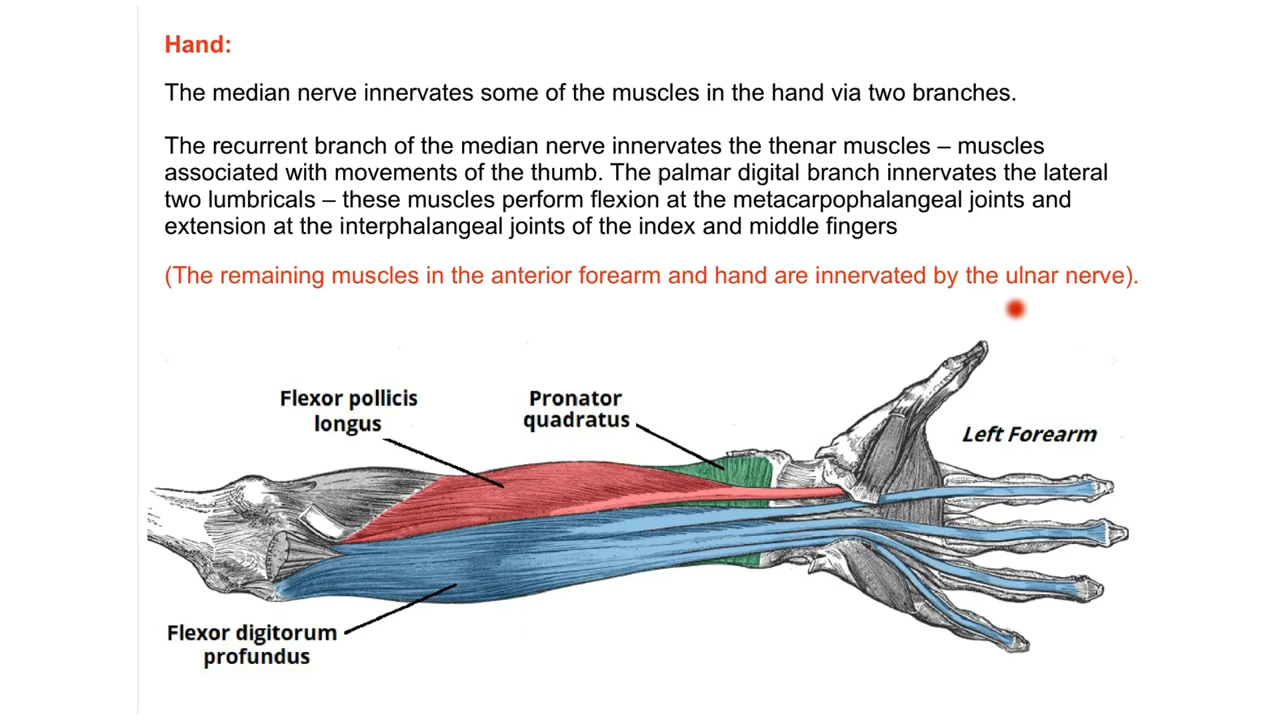 Hand:
The median nerve innervates some of the muscles in the hand via two branches.
The recurrent branch of the median nerve innervates the thenar muscles – muscles
associated with movements of the thumb. The palmar digital branch innervates the lateral
two lumbricals – these muscles perform flexion at the metacarpophalangeal joints and
extension at the interphalangeal joints of the index and middle fingers
(The remaining muscles in the anterior forearm and hand are innervated by the ulnar nerve).
Flexor pollicis
longus
Pronator
quadratus
Left Forearm
Flexor digitorum
profundus